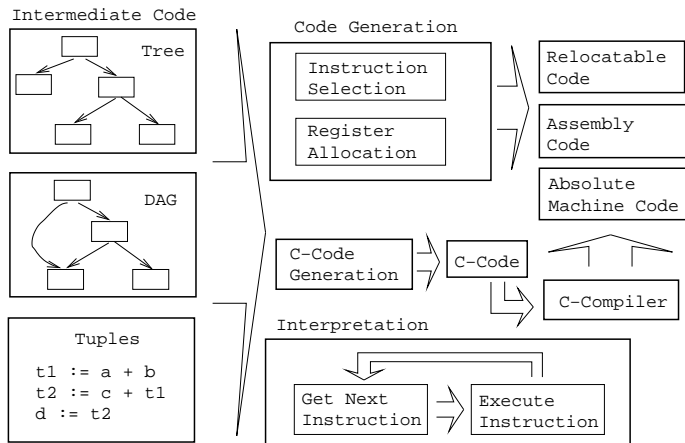 Intermediate Code
Tree
DAG
Tuples
t1 := a + b
t2 := c + t1
d := t2
Code Generation
Instruction
Selection
Register
Allocation
Relocatable
Code
Assembly
Code
Absolute
Machine Code
C-Code
Generation
C-Code
C-Compiler
Interpretation
Get Next
Instruction
Execute
Instruction